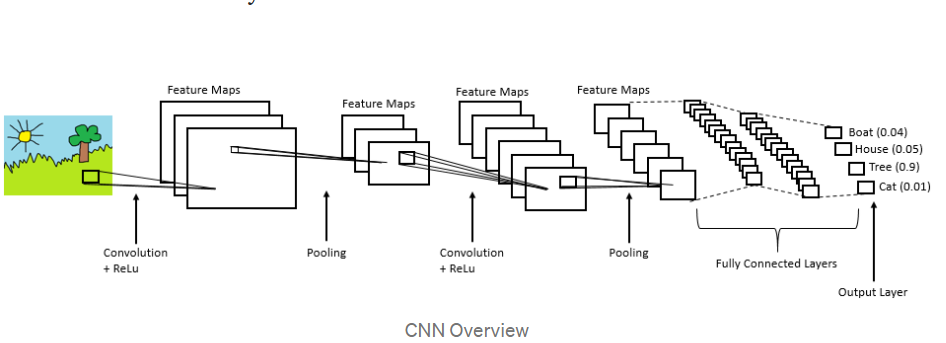 Feature Maps
Feature Maps
Feature Maps
Feature Maps
Boat (0.04)
House (0.05)
Tree (0.9)
Cat (0.01)
Convolution
+ ReLu
Pooling
Convolution
+ ReLu
Pooling
Fully Connected Layers
Output Layer
CNN Overview